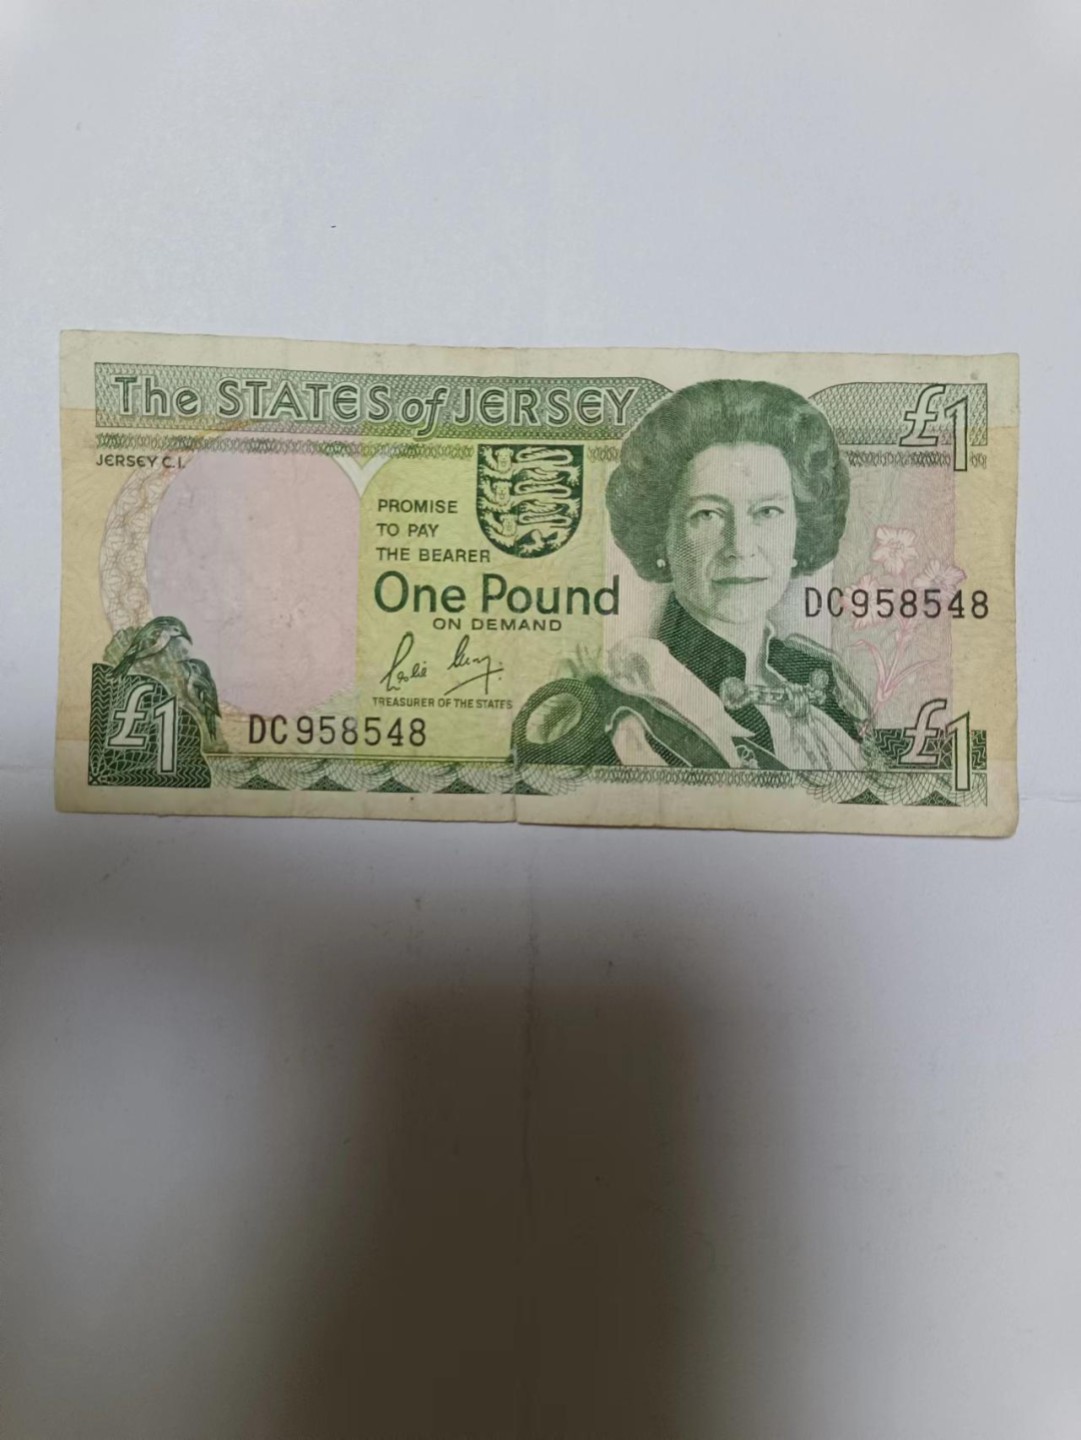 The STATES of JERSEY
£1
JERSEY C.I.
PROMISE
TO PAY
THE BEARER
One Pound
ON DEMAND
DC958548
Leslie
TREASURER OF THE STATES
DC958548
£1
£1